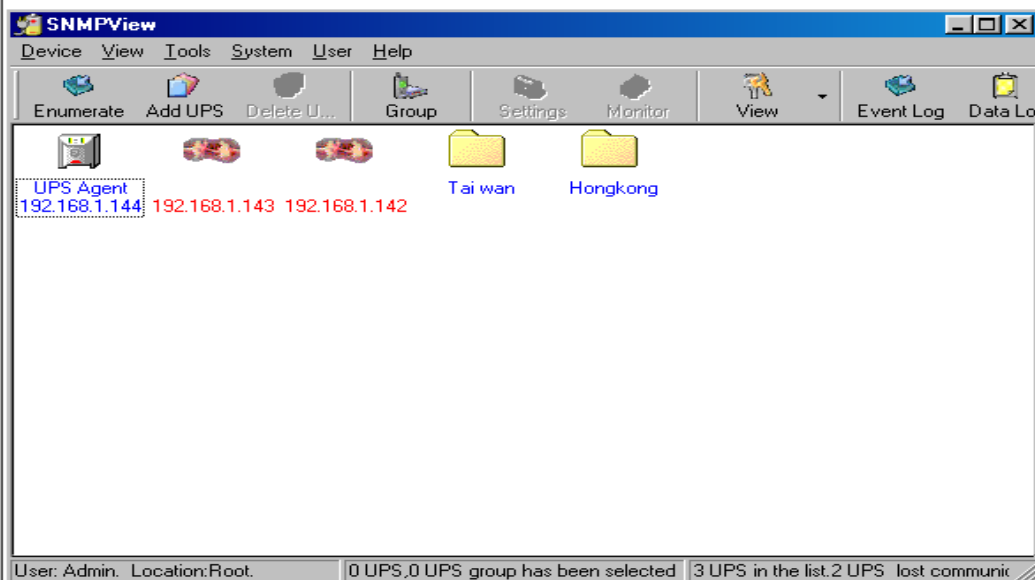 SNMPView
Device View Tools System User Help
Enumerate Add UPS Delete U... Group Settings Monitor View Event Log Data Lo
UPS Agent Tai wan Hongkong
192.168.1.144 192.168.1.143 192.168.1.142
User: Admin. Location:Root. 0 UPS,0 UPS group has been selected 3 UPS in the list.2 UPS lost communic